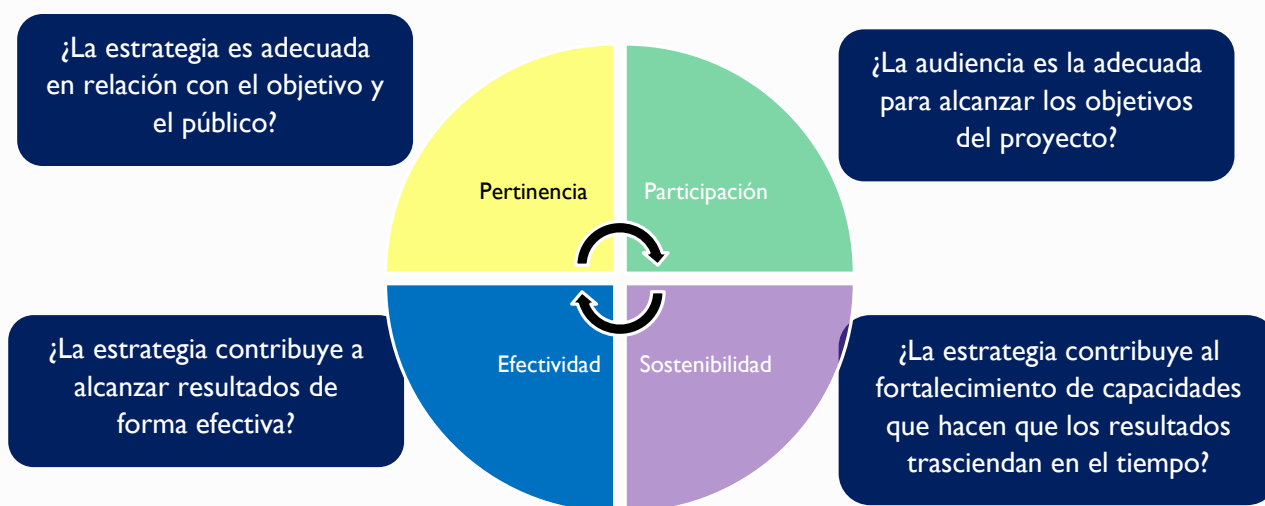 ¿La estrategia es adecuada
en relación con el objetivo y
el público?
¿La audiencia es la adecuada
para alcanzar los objetivos
del proyecto?
Pertinencia
Participación
Efectividad
Sostenibilidad
¿La estrategia contribuye a
alcanzar resultados de
forma efectiva?
¿La estrategia contribuye al
fortalecimiento de capacidades
que hacen que los resultados
trasciendan en el tiempo?